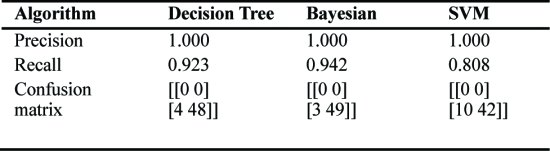 Algorithm Decision Tree Bayesian SVM
Precision 1.000 1.000 1.000
Recall 0.923 0.942 0.808
Confusion [[0 0] [[0 0] [[0 0]
matrix [4 48]] [3 49]] [10 42]]